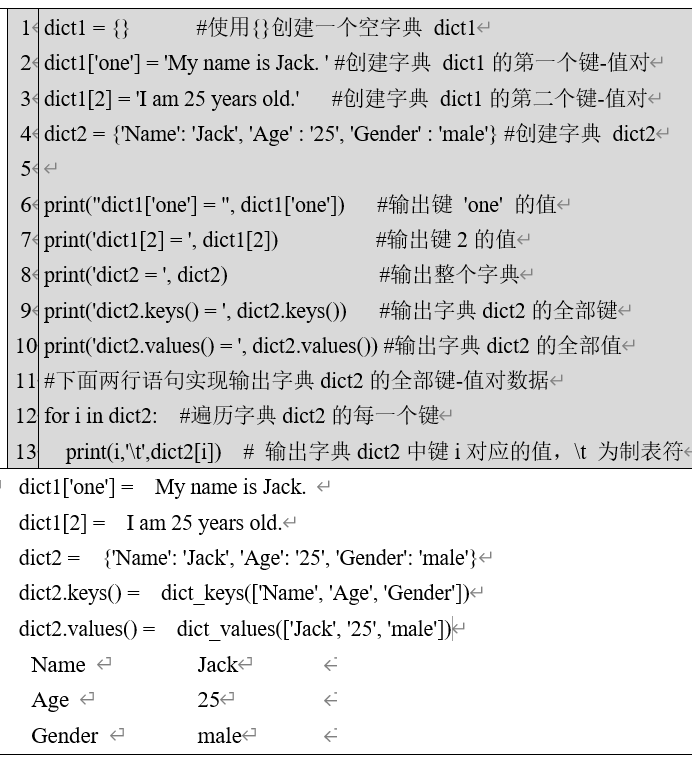 1 dict1 = {} #使用{}创建一个空字典 dict1
2 dict1['one'] = 'My name is Jack. ' #创建字典 dict1 的第一个键-值对
3 dict1[2] = 'I am 25 years old.' #创建字典 dict1 的第二个键-值对
4 dict2 = {'Name': 'Jack', 'Age' : '25', 'Gender' : 'male'} #创建字典 dict2
5
6 print("dict1['one'] = ", dict1['one']) #输出键 'one' 的值
7 print('dict1[2] = ', dict1[2]) #输出键 2 的值
8 print('dict2 = ', dict2) #输出整个字典
9 print('dict2.keys() = ', dict2.keys()) #输出字典 dict2 的全部键
10 print('dict2.values() = ', dict2.values()) #输出字典 dict2 的全部值
11 #下面两行语句实现输出字典 dict2 的全部键-值对数据
12 for i in dict2: #遍历字典 dict2 的每一个键
13 print(i,'\t',dict2[i]) # 输出字典 dict2 中键 i 对应的值，\t 为制表符
dict1['one'] = My name is Jack.
dict1[2] = I am 25 years old.
dict2 = {'Name': 'Jack', 'Age': '25', 'Gender': 'male'}
dict2.keys() = dict_keys(['Name', 'Age', 'Gender'])
dict2.values() = dict_values(['Jack', '25', 'male'])
Name Jack
Age 25
Gender male